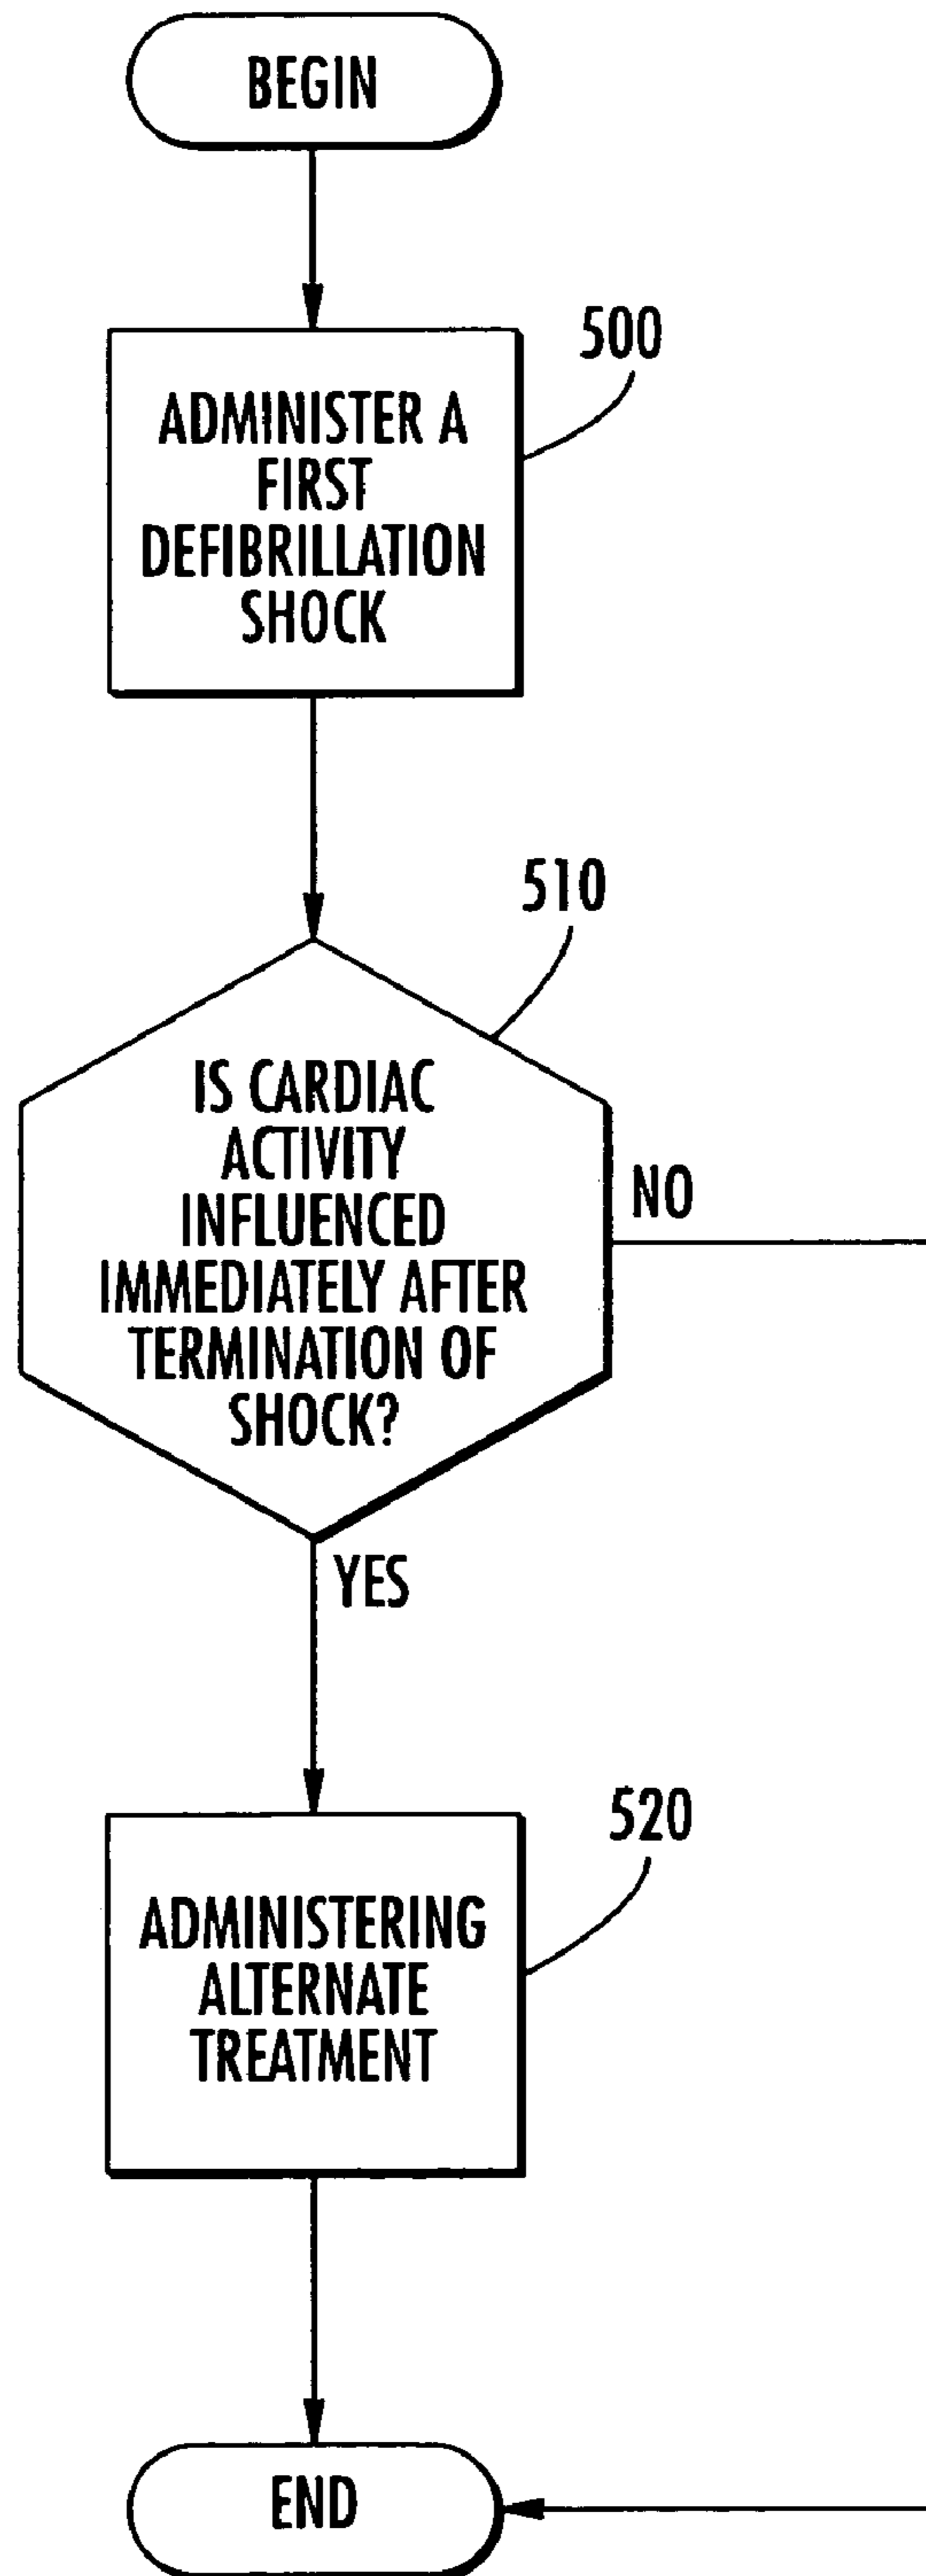 BEGIN
500
ADMINISTER A
FIRST
DEFIBRILLATION
SHOCK
510
IS CARDIAC
ACTIVITY
INFLUENCED
IMMEDIATELY AFTER
TERMINATION OF
SHOCK?
NO
YES
520
ADMINISTERING
ALTERNATE
TREATMENT
END